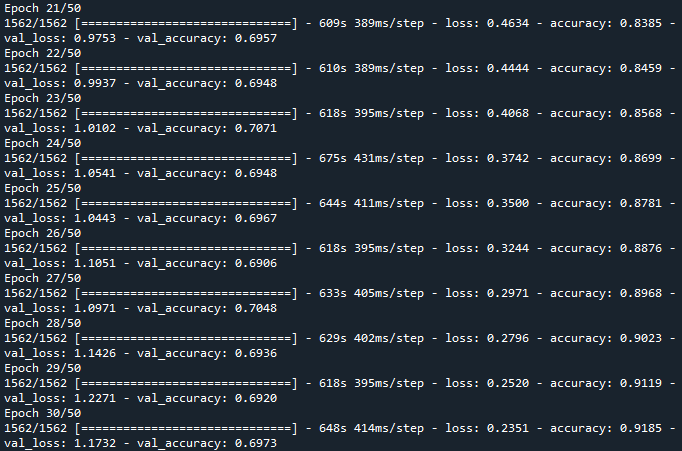 Epoch 21/50
1562/1562 [==============================] - 609s 389ms/step - loss: 0.4634 - accuracy: 0.8385 -
val_loss: 0.9753 - val_accuracy: 0.6957
Epoch 22/50
1562/1562 [==============================] - 610s 389ms/step - loss: 0.4444 - accuracy: 0.8459 -
val_loss: 0.9937 - val_accuracy: 0.6948
Epoch 23/50
1562/1562 [==============================] - 618s 395ms/step - loss: 0.4068 - accuracy: 0.8568 -
val_loss: 1.0102 - val_accuracy: 0.7071
Epoch 24/50
1562/1562 [==============================] - 675s 431ms/step - loss: 0.3742 - accuracy: 0.8699 -
val_loss: 1.0541 - val_accuracy: 0.6948
Epoch 25/50
1562/1562 [==============================] - 644s 411ms/step - loss: 0.3500 - accuracy: 0.8781 -
val_loss: 1.0443 - val_accuracy: 0.6967
Epoch 26/50
1562/1562 [==============================] - 618s 395ms/step - loss: 0.3244 - accuracy: 0.8876 -
val_loss: 1.1051 - val_accuracy: 0.6906
Epoch 27/50
1562/1562 [==============================] - 633s 405ms/step - loss: 0.2971 - accuracy: 0.8968 -
val_loss: 1.0971 - val_accuracy: 0.7048
Epoch 28/50
1562/1562 [==============================] - 629s 402ms/step - loss: 0.2796 - accuracy: 0.9023 -
val_loss: 1.1426 - val_accuracy: 0.6936
Epoch 29/50
1562/1562 [==============================] - 618s 395ms/step - loss: 0.2520 - accuracy: 0.9119 -
val_loss: 1.2271 - val_accuracy: 0.6920
Epoch 30/50
1562/1562 [==============================] - 648s 414ms/step - loss: 0.2351 - accuracy: 0.9185 -
val_loss: 1.1732 - val_accuracy: 0.6973